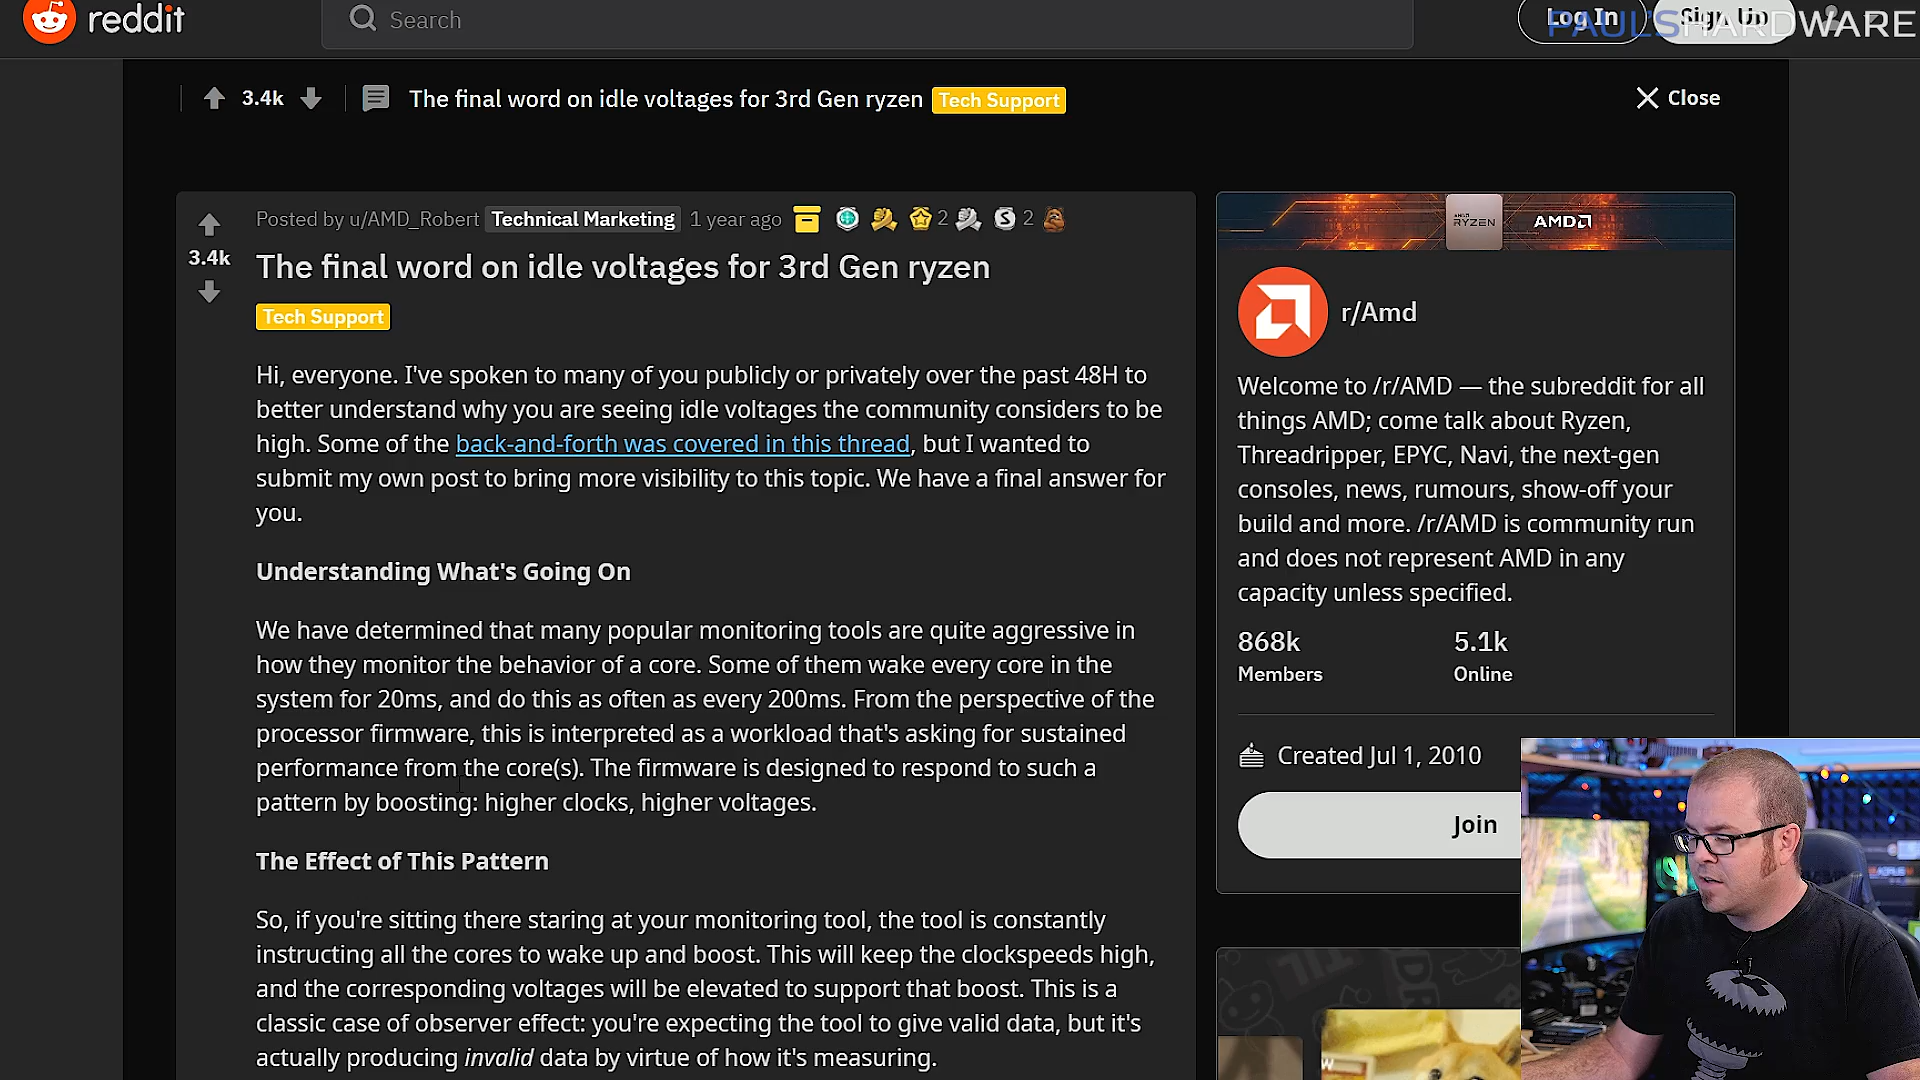 reddit
Search
Log In
Sign Up
PAUL'SHARDWARE
3.4k
The final word on idle voltages for 3rd Gen ryzen
Tech Support
Close
Posted by u/AMD_Robert
Technical Marketing
1 year ago
2
S
2
3.4k
The final word on idle voltages for 3rd Gen ryzen
Tech Support
Hi, everyone. I've spoken to many of you publicly or privately over the past 48H to
better understand why you are seeing idle voltages the community considers to be
high. Some of the back-and-forth was covered in this thread, but I wanted to
submit my own post to bring more visibility to this topic. We have a final answer for
you.
Understanding What's Going On
We have determined that many popular monitoring tools are quite aggressive in
how they monitor the behavior of a core. Some of them wake every core in the
system for 20ms, and do this as often as every 200ms. From the perspective of the
processor firmware, this is interpreted as a workload that's asking for sustained
performance from the core(s). The firmware is designed to respond to such a
pattern by boosting: higher clocks, higher voltages.
The Effect of This Pattern
So, if you're sitting there staring at your monitoring tool, the tool is constantly
instructing all the cores to wake up and boost. This will keep the clockspeeds high,
and the corresponding voltages will be elevated to support that boost. This is a
classic case of observer effect: you're expecting the tool to give valid data, but it's
actually producing invalid data by virtue of how it's measuring.
AMD
RYZEN
AMD
r/Amd
Welcome to /r/AMD — the subreddit for all
things AMD; come talk about Ryzen,
Threadripper, EPYC, Navi, the next-gen
consoles, news, rumours, show-off your
build and more. /r/AMD is community run
and does not represent AMD in any
capacity unless specified.
868k
Members
5.1k
Online
Created Jul 1, 2010
Join